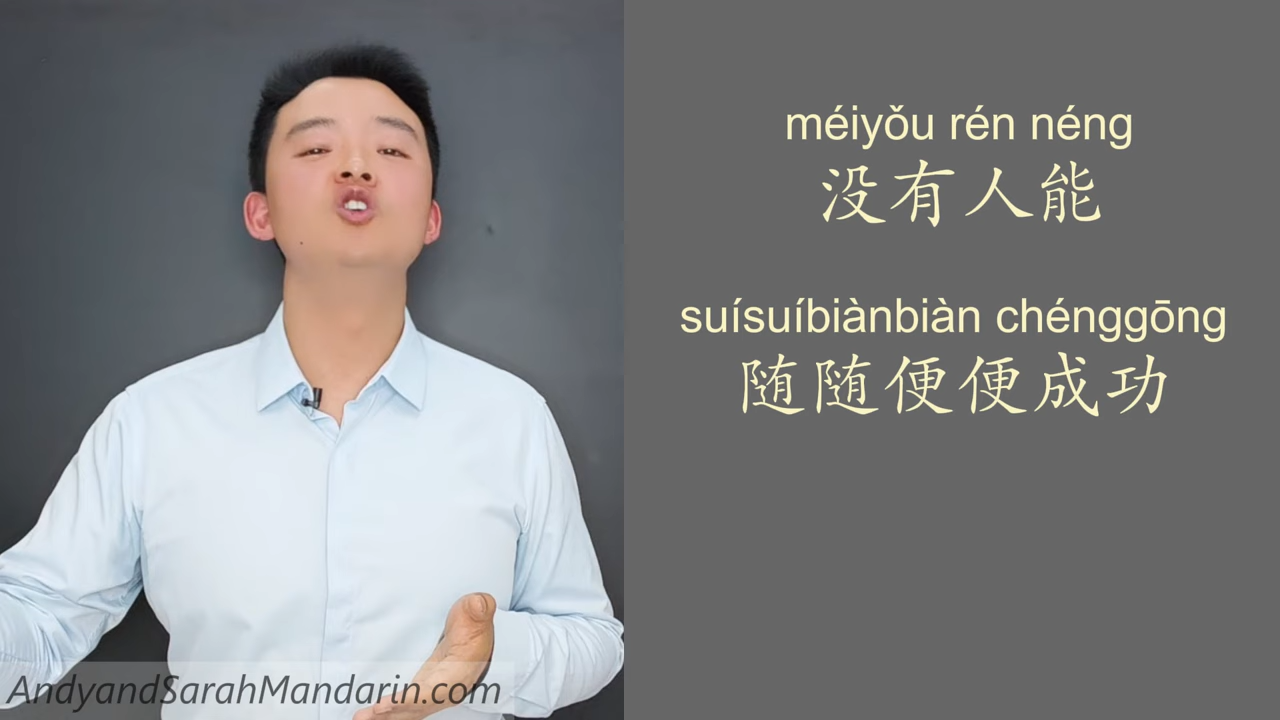 méiyǒu rén néng
没有人能
suísuíbiànbiàn chénggōng
随随便便成功
AndyandSarahMandarin.com